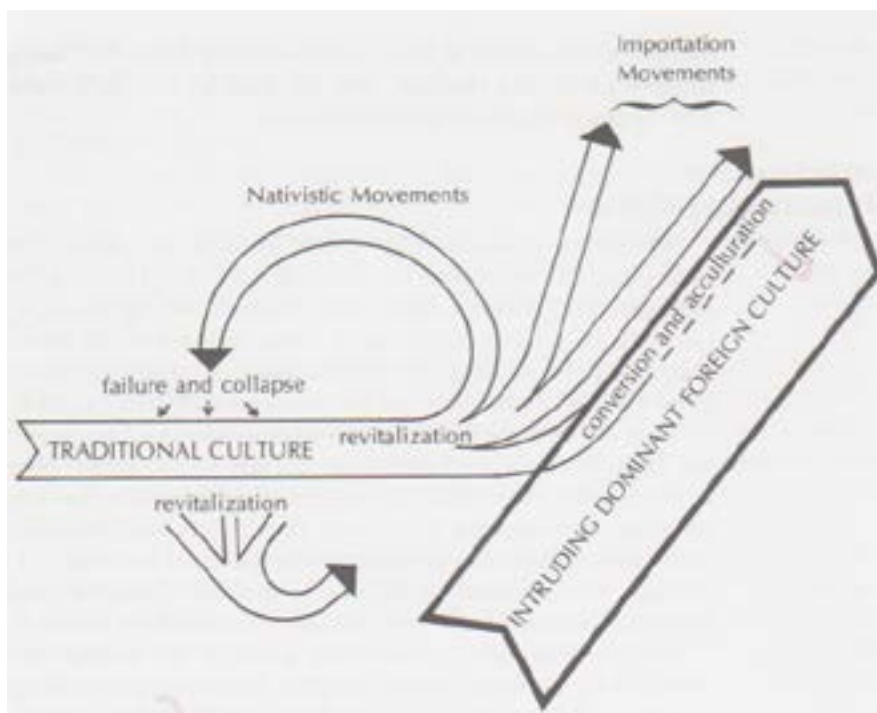 Importation
Movements
Nativistic Movements
failure and collapse
revitalization
TRADITIONAL CULTURE
revitalization
conversion and acculturation
INTRUDING DOMINANT FOREIGN CULTURE